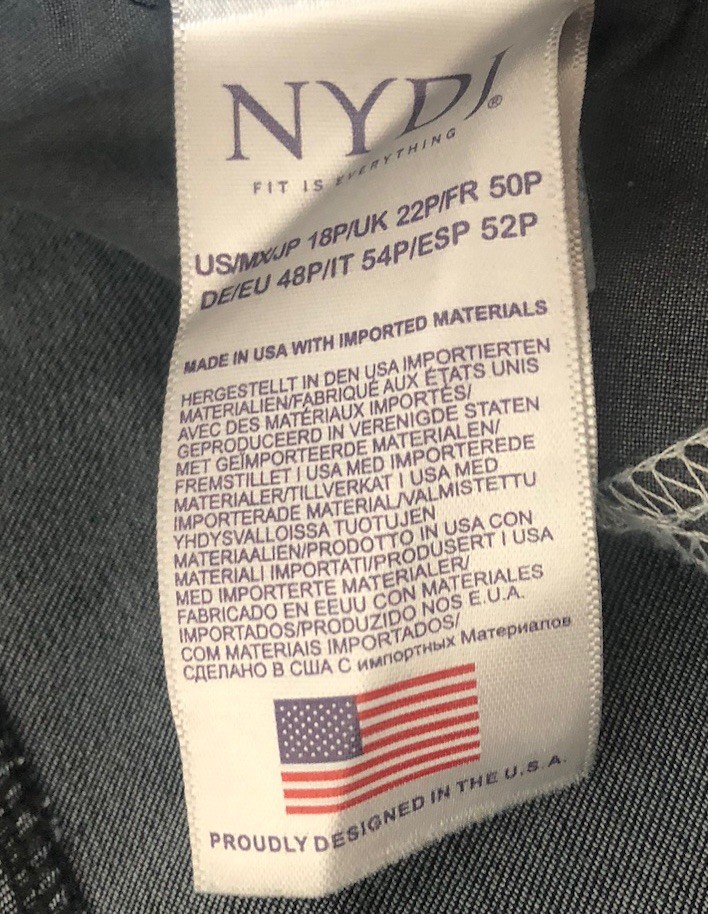 NYDJ®
FIT IS EVERYTHING
US/MX/JP 18P/UK 22P/FR 50P
DE/EU 48P/IT 54P/ESP 52P
MADE IN USA WITH IMPORTED MATERIALS
HERGESTELLT IN DEN USA IMPORTIERTEN
MATERIALIEN/FABRIQUÉ AUX ÉTATS UNIS
AVEC DES MATÉRIAUX IMPORTÉS/
GEPRODUCEERD IN VERENIGDE STATEN
MET GEÏMPORTEERDE MATERIALEN/
FREMSTILLET I USA MED IMPORTEREDE
MATERIALER/TILLVERKAT I USA MED
IMPORTERADE MATERIAL/VALMISTETTU
YHDYSVALLOISSA TUOTUJEN
MATERIAALIEN/PRODOTTO IN USA CON
MATERIALI IMPORTATI/PRODUSERT I USA
MED IMPORTERTE MATERIALER/
FABRICADO EN EEUU CON MATERIALES
IMPORTADOS/PRODUZIDO NOS E.U.A.
COM MATERIAIS IMPORTADOS/
СДЕЛАНО В США С импортных Материалов
PROUDLY DESIGNED IN THE U.S.A.